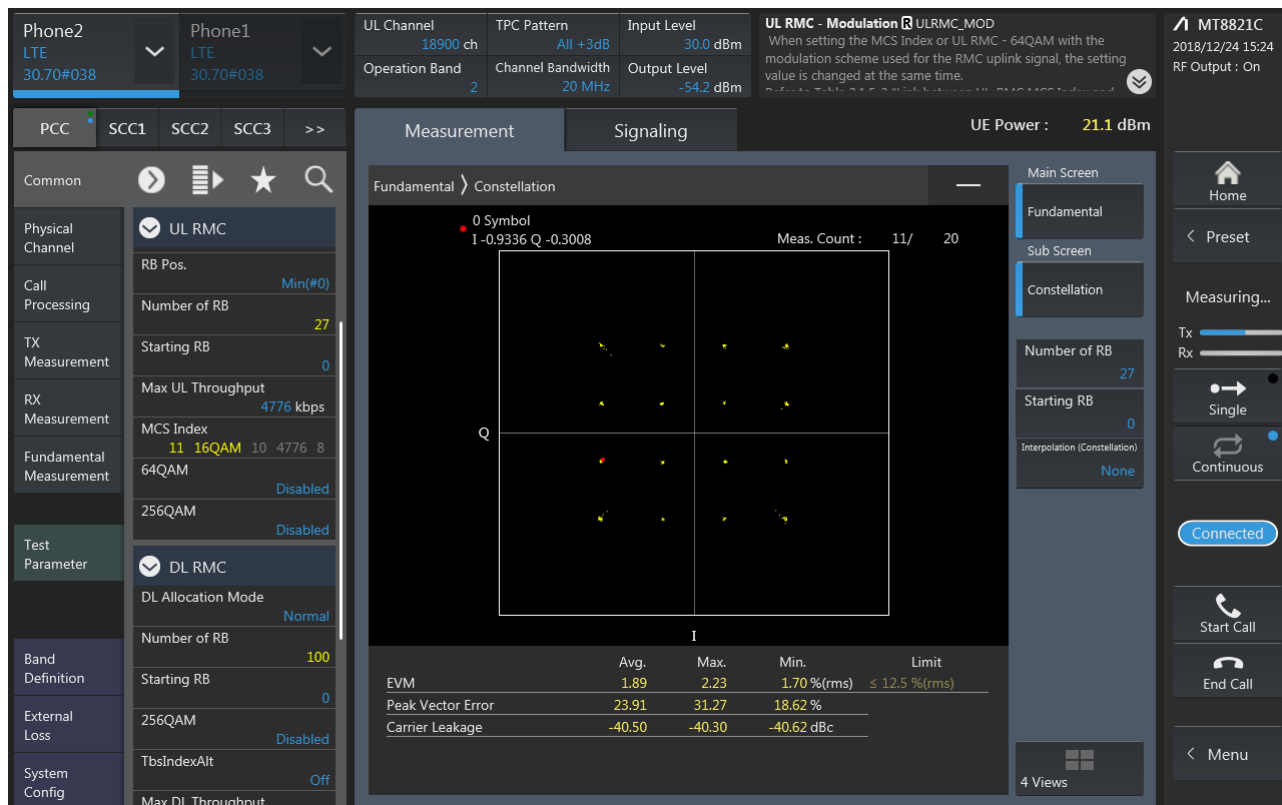 Phone2
LTE
30.70#038
Phone1
LTE
30.70#038
UL Channel
18900 ch
Operation Band
2
TPC Pattern
All +3dB
Channel Bandwidth
20 MHz
Input Level
30.0 dBm
Output Level
-54.2 dBm
UL RMC - Modulation R ULRMC_MOD
When setting the MCS Index or UL RMC - 64QAM with the
modulation scheme used for the RMC uplink signal, the setting
value is changed at the same time.
MT8821C
2018/12/24 15:24
RF Output : On
PCC SCC1 SCC2 SCC3 >>
Measurement Signaling
UE Power : 21.1 dBm
Common
Physical
Channel
Call
Processing
TX
Measurement
RX
Measurement
Fundamental
Measurement
Test
Parameter
Band
Definition
External
Loss
System
Config
UL RMC
RB Pos.
Min(#0)
Number of RB
27
Starting RB
0
Max UL Throughput
4776 kbps
MCS Index
11 16QAM 10 4776 8
64QAM
Disabled
256QAM
Disabled
DL RMC
DL Allocation Mode
Normal
Number of RB
100
Starting RB
0
256QAM
Disabled
TbsIndexAlt
Off
Max DL Throughput
Fundamental 〉 Constellation
0 Symbol
I -0.9336 Q -0.3008
Meas. Count : 11/ 20
Q
I
Avg. Max. Min. Limit
EVM 1.89 2.23 1.70 %(rms) ≤ 12.5 %(rms)
Peak Vector Error 23.91 31.27 18.62 %
Carrier Leakage -40.50 -40.30 -40.62 dBc
Main Screen
Fundamental
Sub Screen
Constellation
Number of RB
27
Starting RB
0
Interpolation (Constellation)
None
4 Views
Home
< Preset
Measuring...
Tx
Rx
Single
Continuous
Connected
Start Call
End Call
< Menu